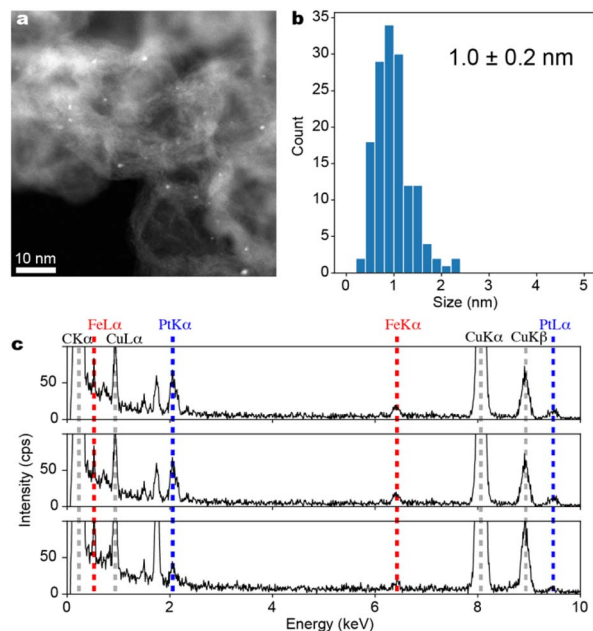 a
10 nm
b
1.0 ± 0.2 nm
35
30
25
20
15
10
5
0
Count
0 1 2 3 4 5
Size (nm)
c
CKα FeLα CuLα PtKα FeKα CuKα CuKβ PtLα
50
0
50
0
50
0
Intensity (cps)
0 2 4 6 8 10
Energy (keV)